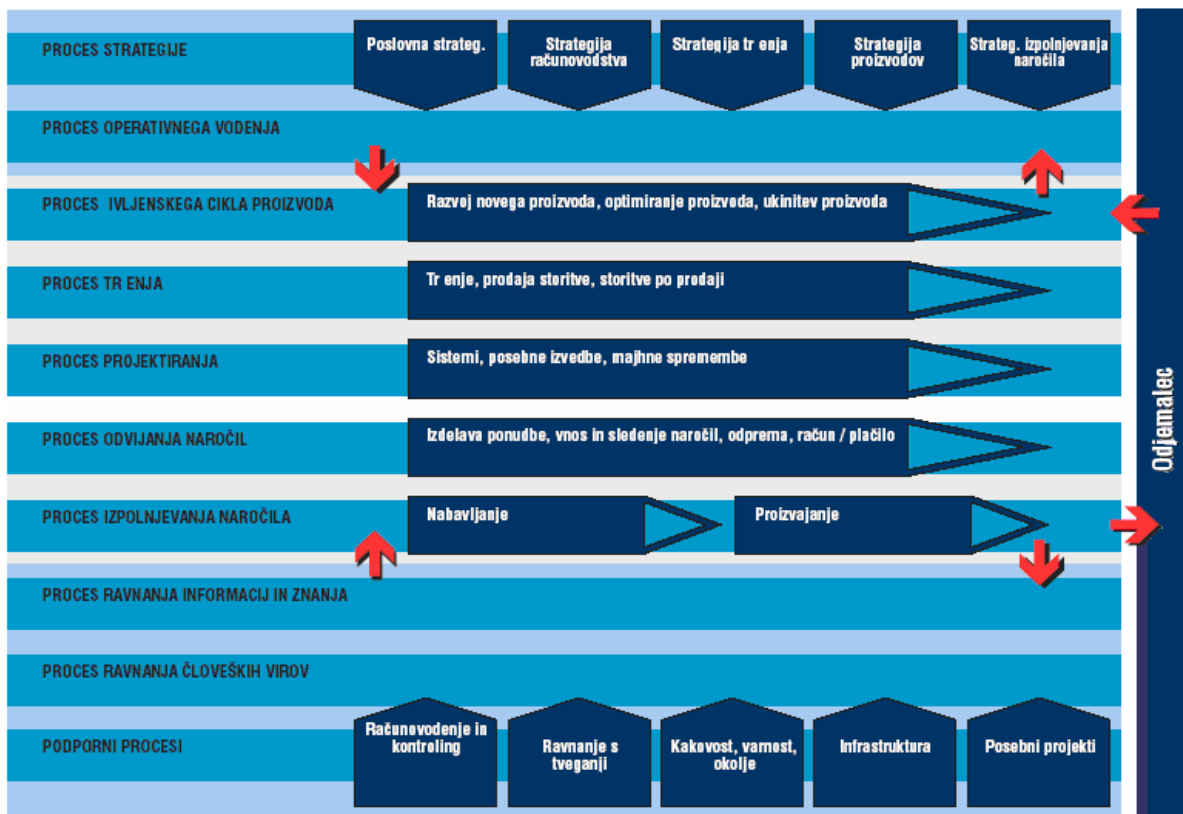 PROCES STRATEGIJE
Poslovna strateg.
Strategija
računovodstva
Strategija tr enja
Strategija
proizvodov
Strateg. izpolnjevanja
naročila
PROCES OPERATIVNEGA VODENJA
PROCES IVLJENSKEGA CIKLA PROIZVODA
Razvoj novega proizvoda, optimiranje proizvoda, ukinitev proizvoda
PROCES TR ENJA
Tr enje, prodaja storitve, storitve po prodaji
PROCES PROJEKTIRANJA
Sistemi, posebne izvedbe, majhne spremembe
PROCES ODVIJANJA NAROČIL
Izdelava ponudbe, vnos in sledenje naročil, odprema, račun / plačilo
PROCES IZPOLNJEVANJA NAROČILA
Nabavljanje
Proizvajanje
PROCES RAVNANJA INFORMACIJ IN ZNANJA
PROCES RAVNANJA ČLOVEŠKIH VIROV
PODPORNI PROCESI
Računovodenje in
kontroling
Ravnanje s
tveganji
Kakovost, varnost,
okolje
Infrastruktura
Posebni projekti
Odjemalec